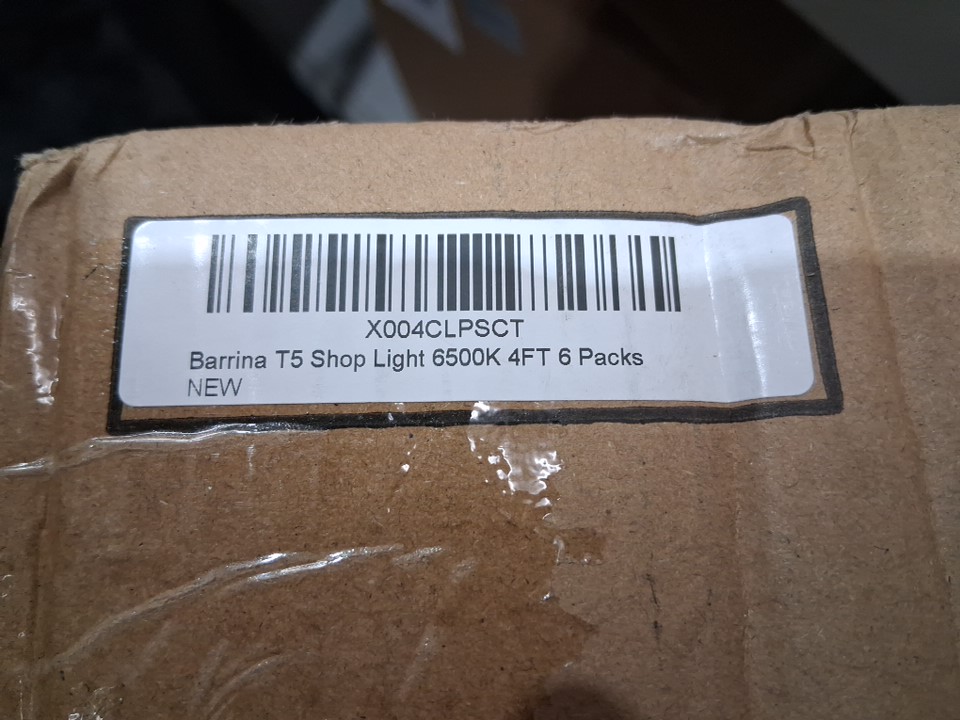 X004CLPSCT
Barrina T5 Shop Light 6500K 4FT 6 Packs
NEW